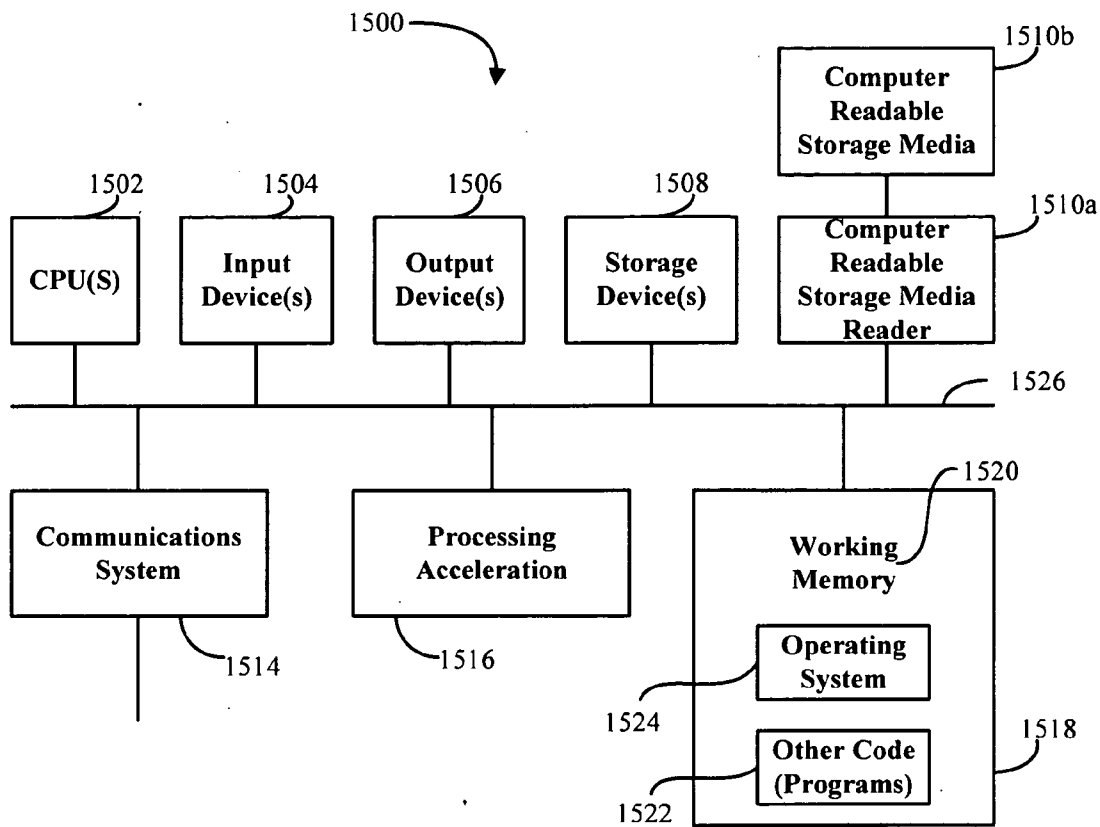 1500
1510b
Computer
Readable
Storage Media
1502
1504
1506
1508
1510a
CPU(S)
Input
Device(s)
Output
Device(s)
Storage
Device(s)
Computer
Readable
Storage Media
Reader
1526
1520
Communications
System
Processing
Acceleration
Working
Memory
1514
1516
Operating
System
1524
1518
Other Code
(Programs)
1522